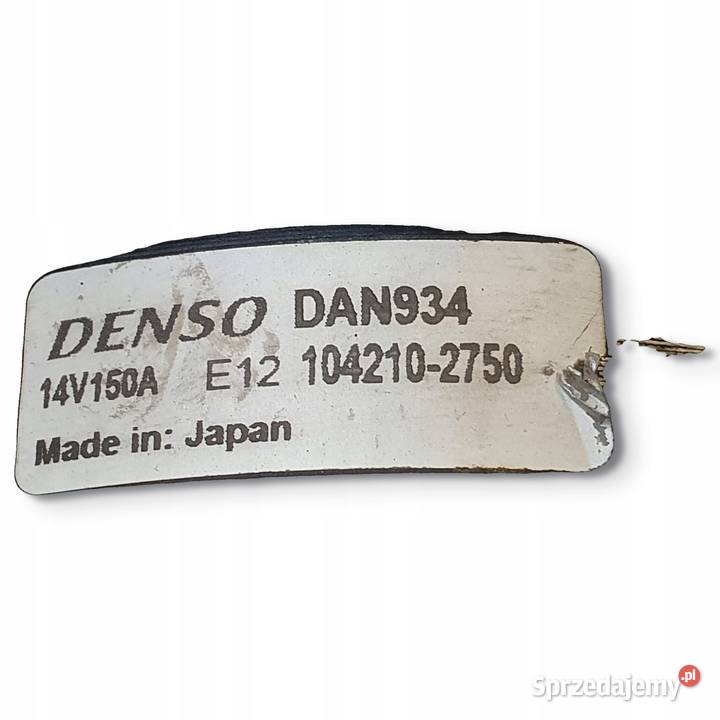 DENSO DAN934
14V150A E12 104210-2750
Made in: Japan
Sprzedajemy.pl